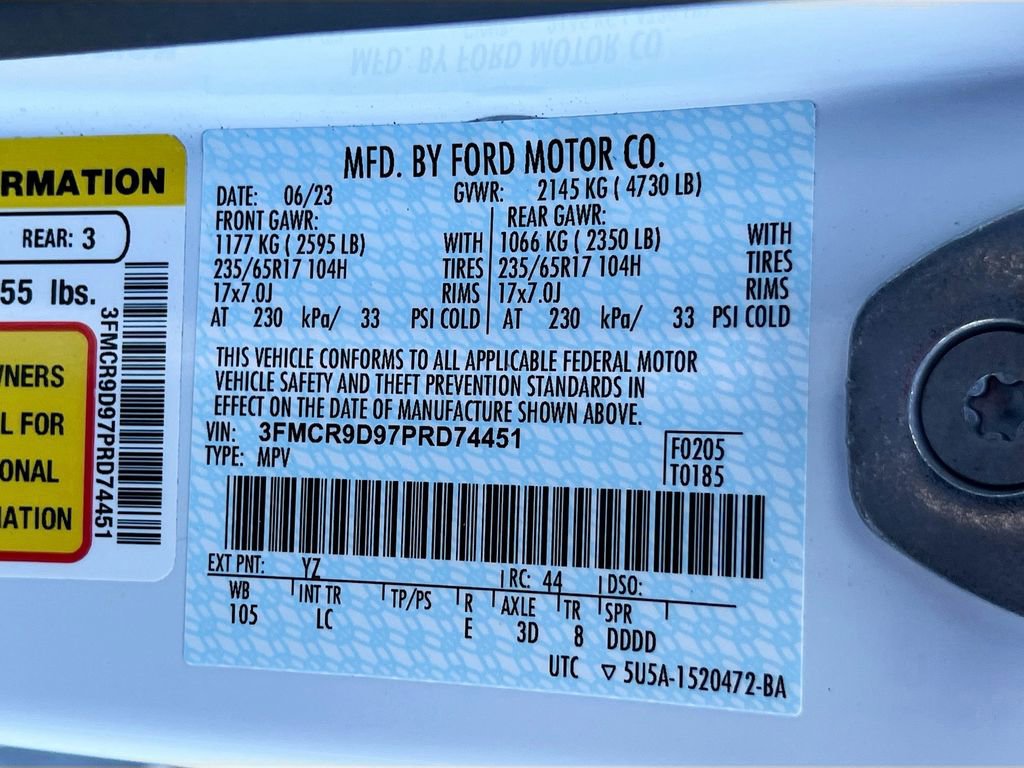 MFD. BY FORD MOTOR CO
RMATION
REAR: 3
55 lbs.
3FMCR9D97PRD74451
WNERS
L FOR
ONAL
MATION
MFD. BY FORD MOTOR CO.
DATE: 06/23 GVWR: 2145 KG ( 4730 LB)
FRONT GAWR: REAR GAWR:
1177 KG ( 2595 LB) WITH 1066 KG ( 2350 LB) WITH
235/65R17 104H TIRES 235/65R17 104H TIRES
17x7.0J RIMS 17x7.0J RIMS
AT 230 kPa/ 33 PSI COLD AT 230 kPa/ 33 PSI COLD
THIS VEHICLE CONFORMS TO ALL APPLICABLE FEDERAL MOTOR
VEHICLE SAFETY AND THEFT PREVENTION STANDARDS IN
EFFECT ON THE DATE OF MANUFACTURE SHOWN ABOVE.
VIN: 3FMCR9D97PRD74451
TYPE: MPV
F0205
T0185
EXT PNT: YZ RC: 44 DSO:
WB INT TR TP/PS R AXLE TR SPR
105 LC E 3D 8 DDDD
UTC ▽ 5U5A-1520472-BA